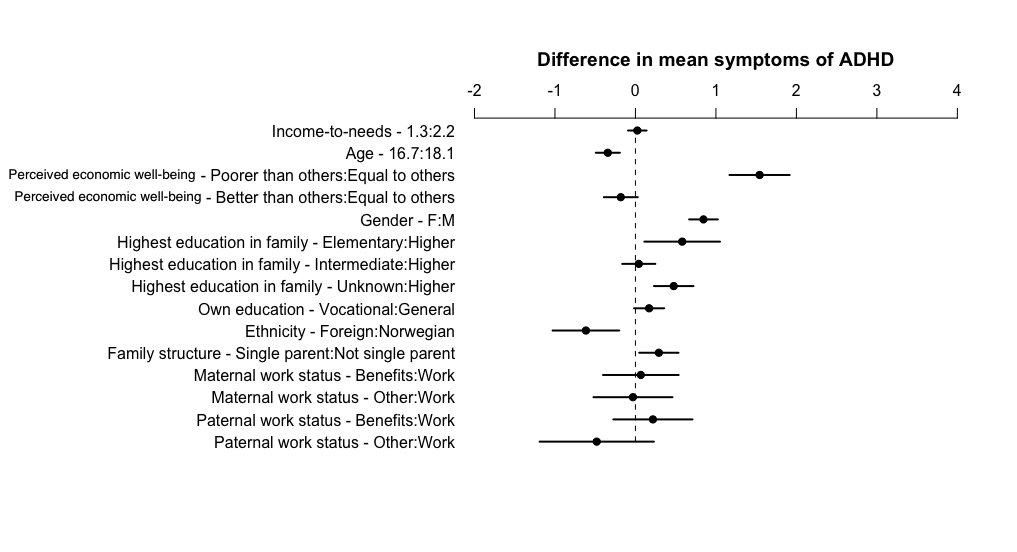 Difference in mean symptoms of ADHD
-2 -1 0 1 2 3 4
Income-to-needs - 1.3:2.2
Age - 16.7:18.1
Perceived economic well-being - Poorer than others:Equal to others
Perceived economic well-being - Better than others:Equal to others
Gender - F:M
Highest education in family - Elementary:Higher
Highest education in family - Intermediate:Higher
Highest education in family - Unknown:Higher
Own education - Vocational:General
Ethnicity - Foreign:Norwegian
Family structure - Single parent:Not single parent
Maternal work status - Benefits:Work
Maternal work status - Other:Work
Paternal work status - Benefits:Work
Paternal work status - Other:Work